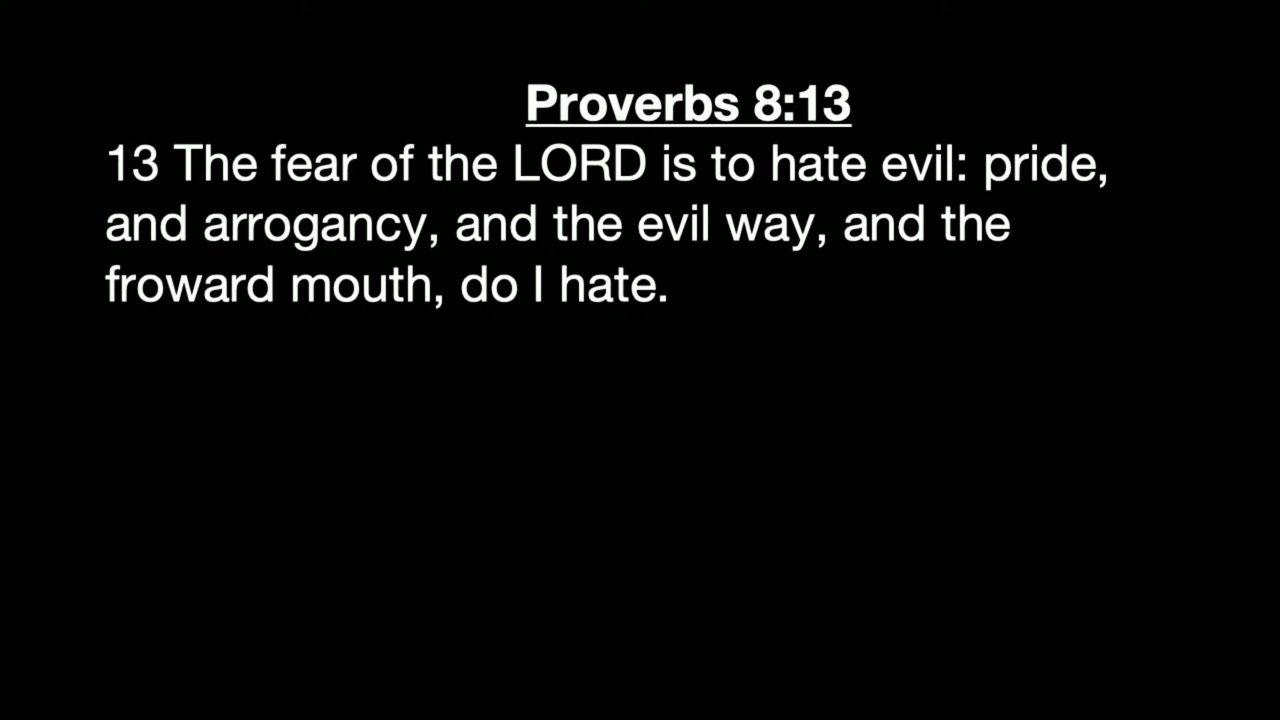 Proverbs 8:13
13 The fear of the LORD is to hate evil: pride,
and arrogancy, and the evil way, and the
froward mouth, do I hate.